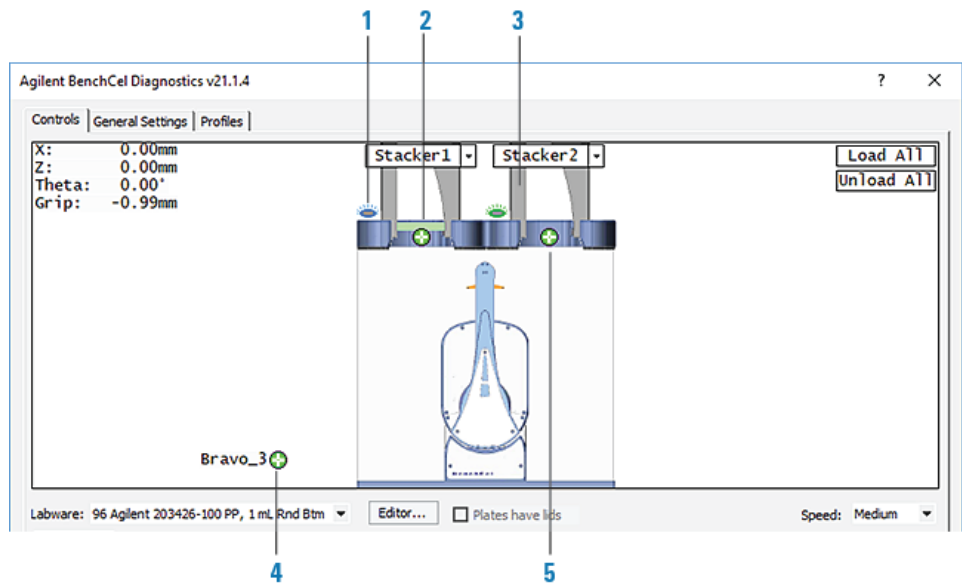 1 2 3
Agilent BenchCel Diagnostics v21.1.4 ? ×
Controls General Settings Profiles
X: 0.00mm
Z: 0.00mm
Theta: 0.00°
Grip: -0.99mm
Stacker1 Stacker2
Load All
Unload All
Bravo_3
Labware: 96 Agilent 203426-100 PP, 1 mL Rnd Btm Editor... Plates have lids Speed: Medium
4 5